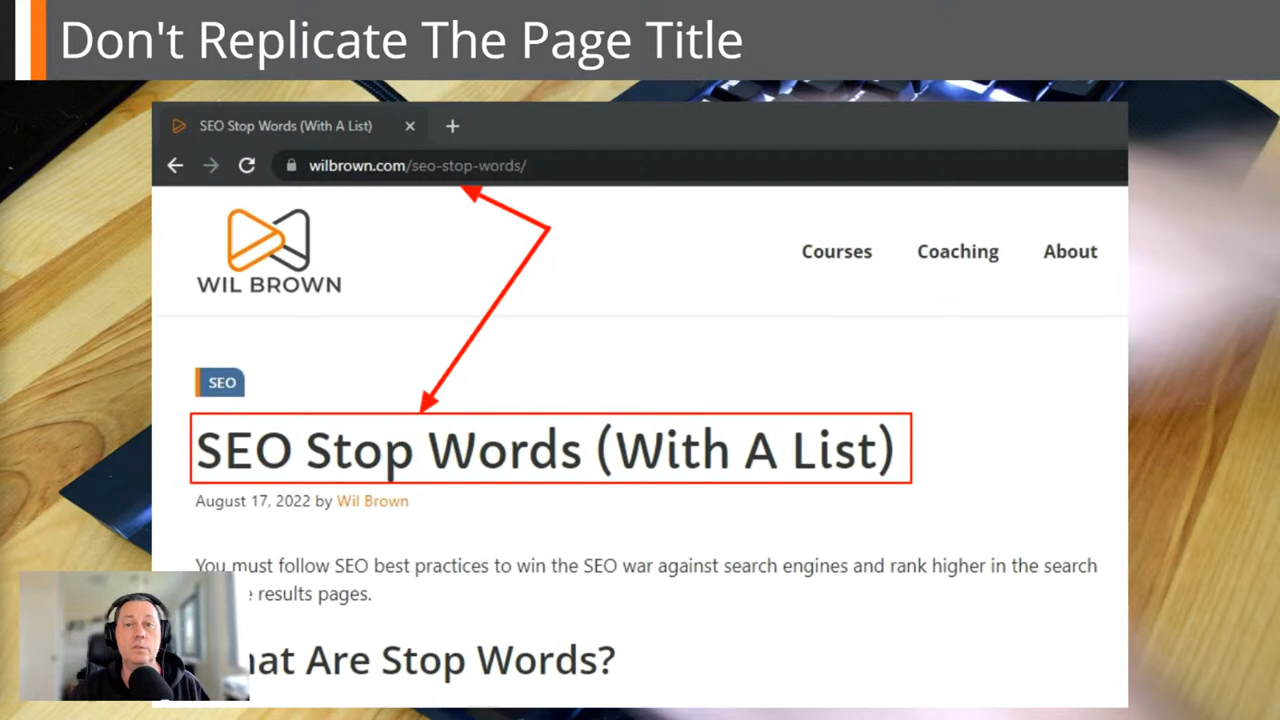 Don't Replicate The Page Title
SEO Stop Words (With A List)
wilbrown.com/seo-stop-words/
WIL BROWN
Courses Coaching About
SEO
SEO Stop Words (With A List)
August 17, 2022 by Wil Brown
You must follow SEO best practices to win the SEO war against search engines and rank higher in the search
results pages.
Are Stop Words?